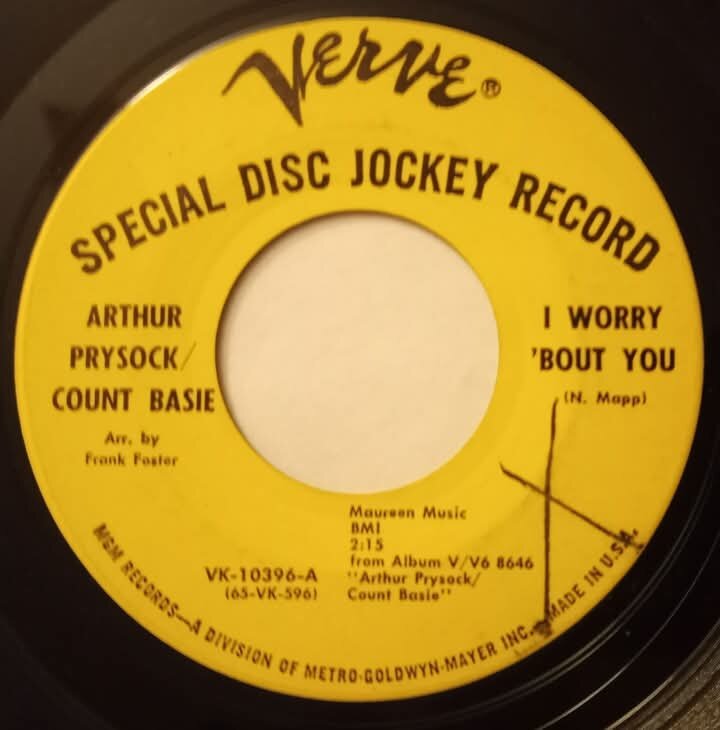 VERVE®
SPECIAL DISC JOCKEY RECORD
ARTHUR
PRYSOCK/
COUNT BASIE
Arr. by
Frank Foster
I WORRY
'BOUT YOU
(N. Mapp)
Maureen Music
BMI
2:15
from Album V/V6 8646
"Arthur Prysock/
Count Basie"
VK-10396-A
(65-VK-596)
MGM RECORDS—A DIVISION OF METRO-GOLDWYN-MAYER INC.—MADE IN U.S.A.